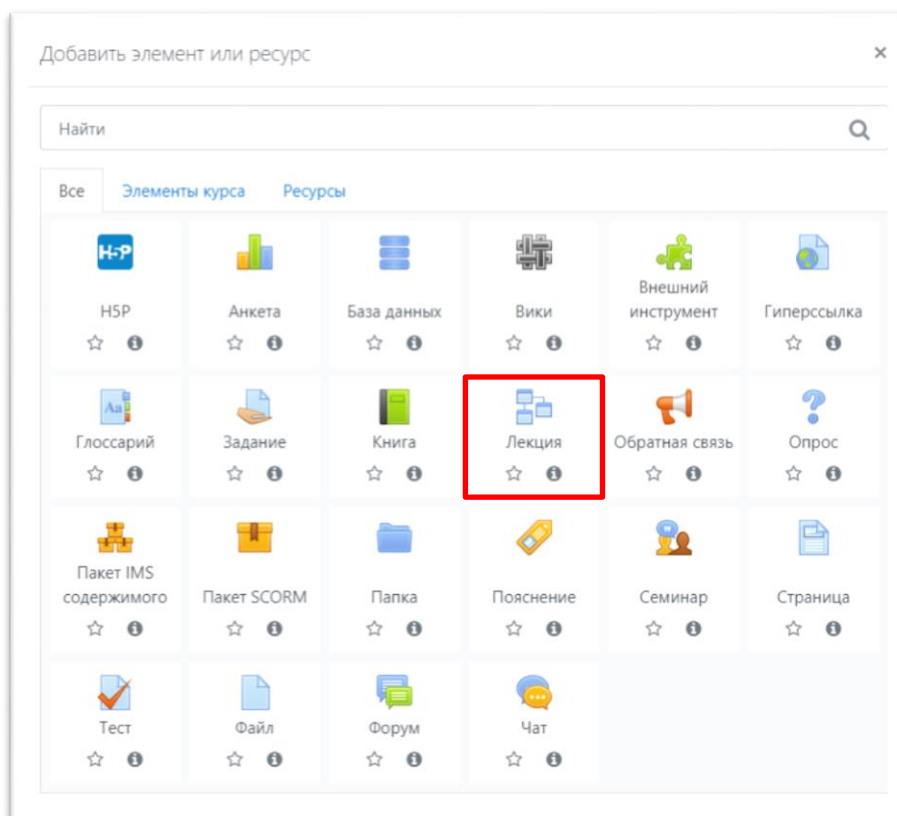 Добавить элемент или ресурс ×
Найти
Все Элементы курса Ресурсы
H5P
H5P Анкета База данных Вики Внешний инструмент Гиперссылка
Aa
Глоссарий Задание Книга Лекция Обратная связь Опрос
Пакет IMS содержимого Пакет SCORM Папка Пояснение Семинар Страница
Тест Файл Форум Чат